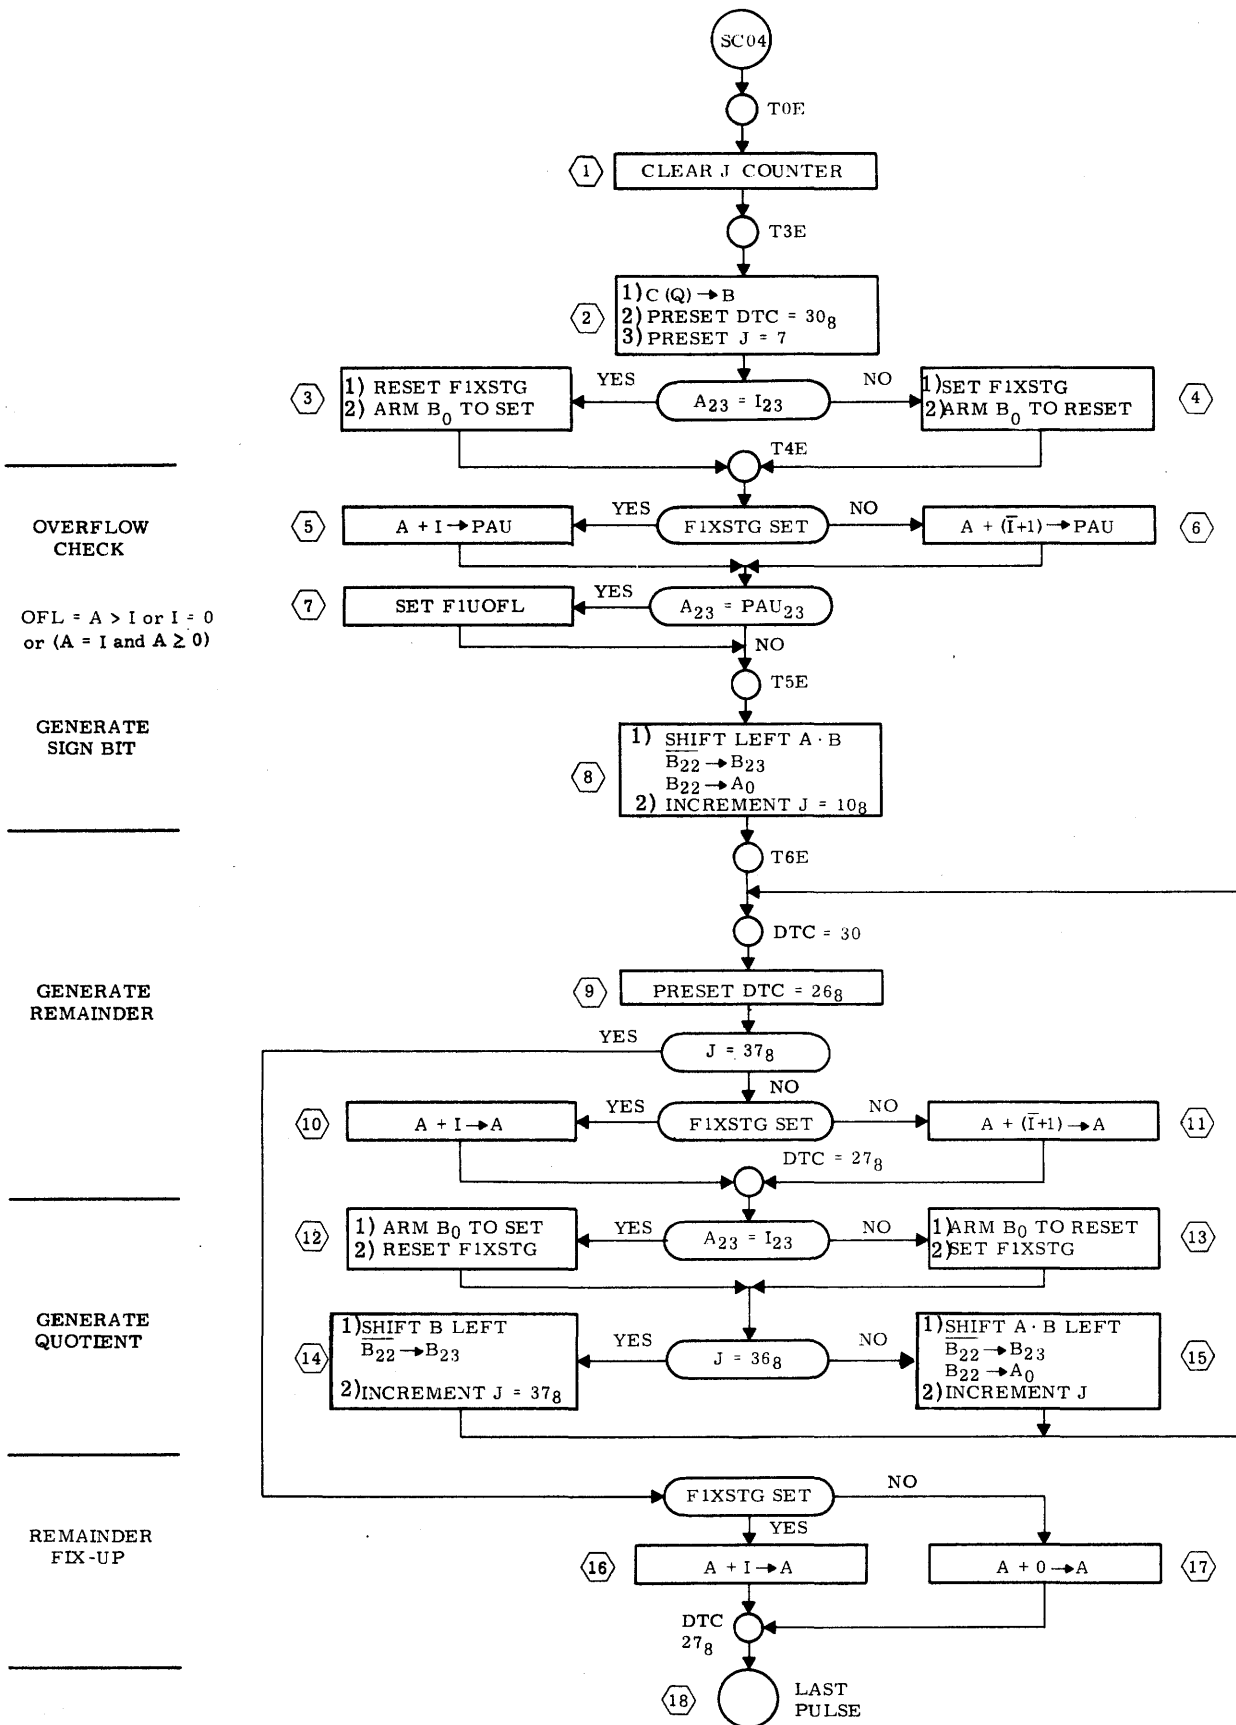 SC04
T0E
1
CLEAR J COUNTER
T3E
2
1) C (Q) → B
2) PRESET DTC = 30₈
3) PRESET J = 7
3
1) RESET F1XSTG
2) ARM B₀ TO SET
YES
A₂₃ = I₂₃
NO
1) SET F1XSTG
2) ARM B₀ TO RESET
4
T4E
OVERFLOW
CHECK
5
A + I → PAU
YES
F1XSTG SET
NO
A + (I̅+1) → PAU
6
OFL = A > I or I = 0
or (A = I and A ≥ 0)
7
SET F1UOFL
YES
A₂₃ = PAU₂₃
NO
T5E
GENERATE
SIGN BIT
8
1) SHIFT LEFT A · B
B̅₂̅₂̅ → B₂₃
B₂₂ → A₀
2) INCREMENT J = 10₈
T6E
DTC = 30
GENERATE
REMAINDER
9
PRESET DTC = 26₈
YES
J = 37₈
NO
10
A + I → A
YES
F1XSTG SET
NO
A + (I̅+1) → A
11
DTC = 27₈
12
1) ARM B₀ TO SET
2) RESET F1XSTG
YES
A₂₃ = I₂₃
NO
1) ARM B₀ TO RESET
2) SET F1XSTG
13
GENERATE
QUOTIENT
14
1) SHIFT B LEFT
B̅₂̅₂̅ → B₂₃
2) INCREMENT J = 37₈
YES
J = 36₈
NO
1) SHIFT A · B LEFT
B̅₂̅₂̅ → B₂₃
B₂₂ → A₀
2) INCREMENT J
15
REMAINDER
FIX-UP
F1XSTG SET
NO
YES
16
A + I → A
A + 0 → A
17
DTC
27₈
18
LAST
PULSE